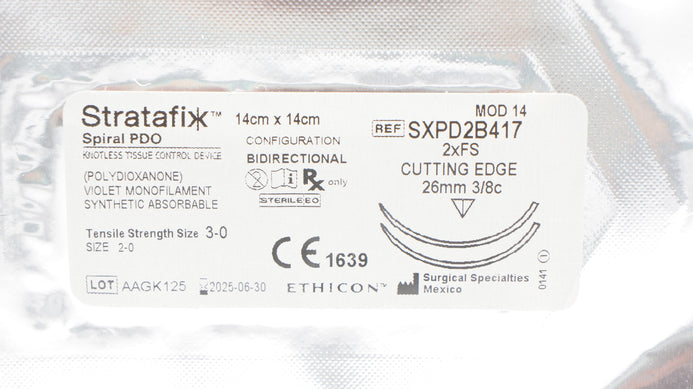 Stratafix™
Spiral PDO
KNOTLESS TISSUE CONTROL DEVICE
(POLYDIOXANONE)
VIOLET MONOFILAMENT
SYNTHETIC ABSORBABLE
Tensile Strength Size 3-0
SIZE 2-0
LOT AAGK125
2025-06-30
14cm x 14cm
CONFIGURATION
BIDIRECTIONAL
Rx only
STERILE EO
CE 1639
ETHICON™
MOD 14
REF SXPD2B417
2xFS
CUTTING EDGE
26mm 3/8c
Surgical Specialties
Mexico
0141 1